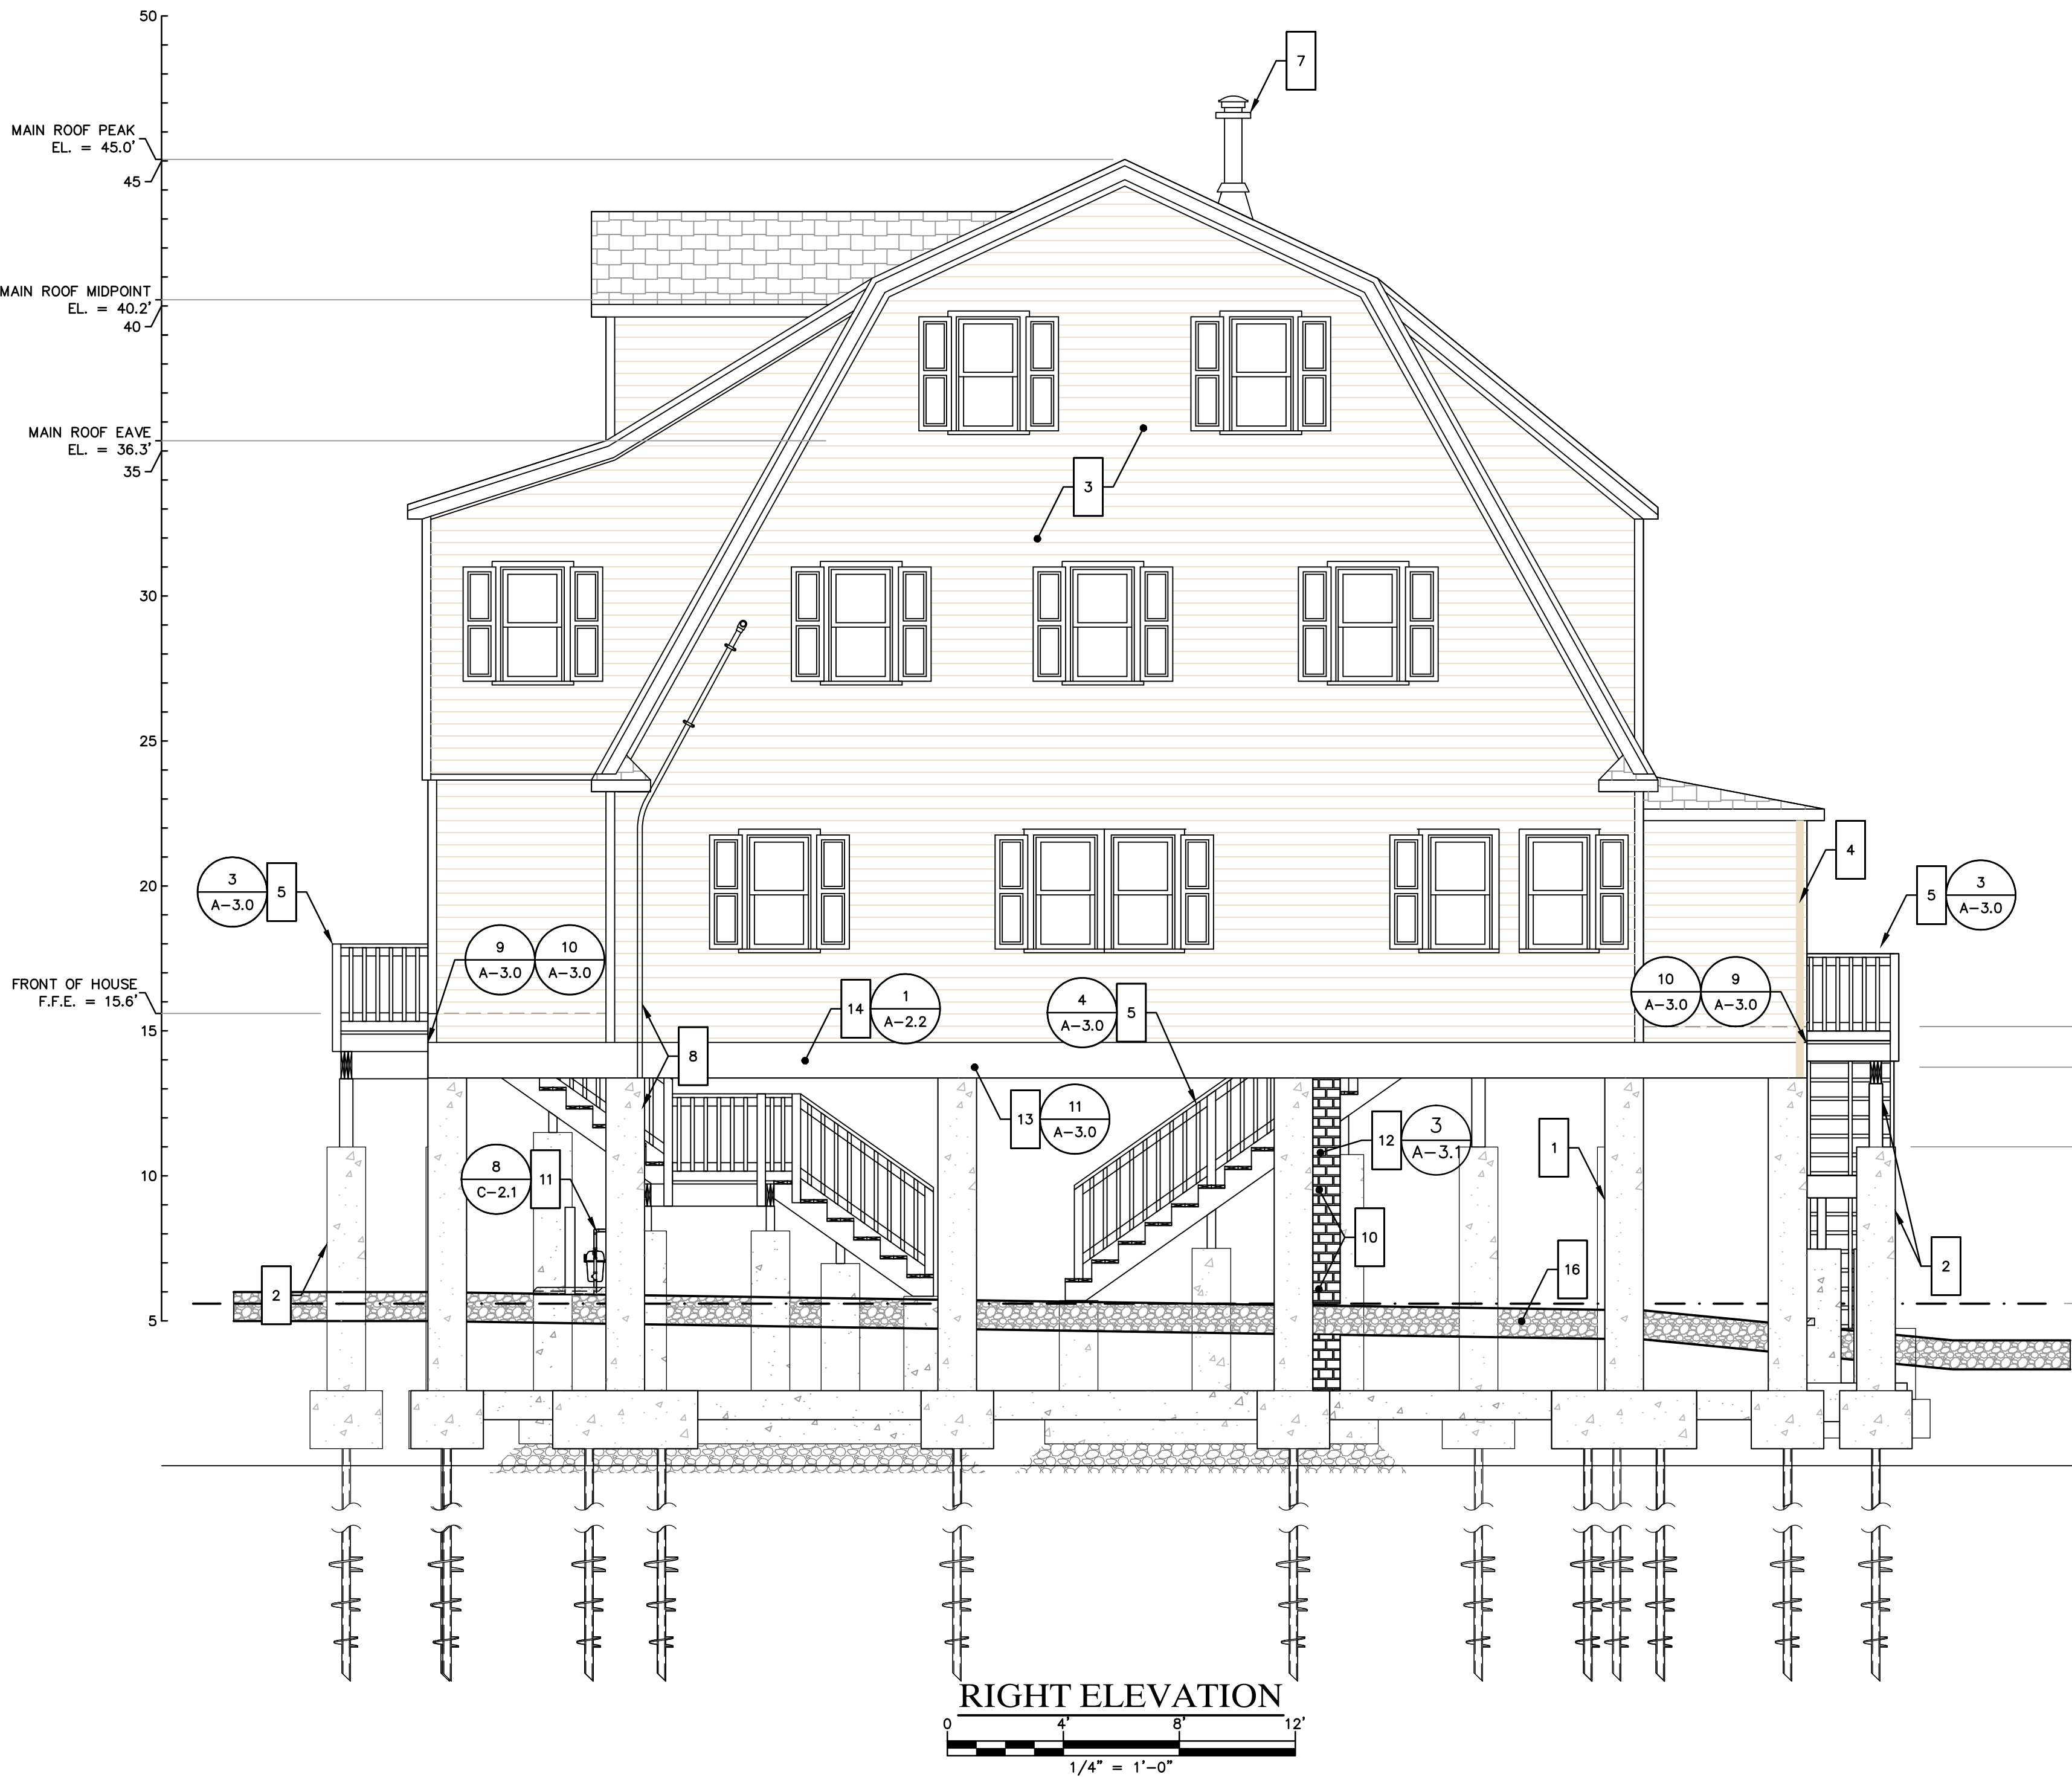 50
7
MAIN ROOF PEAK
EL. = 45.0'
45
MAIN ROOF MIDPOINT
EL. = 40.2'
40
MAIN ROOF EAVE
EL. = 36.3'
35
3
30
25
4
20
3
A-3.0
5
5
3
A-3.0
9
A-3.0
10
A-3.0
10
A-3.0
9
A-3.0
FRONT OF HOUSE
F.F.E. = 15.6'
14
1
A-2.2
4
A-3.0
5
15
8
13
11
A-3.0
12
3
A-3.1
1
10
8
C-2.1
11
10
16
2
2
5
RIGHT ELEVATION
0 4' 8' 12'
1/4" = 1'-0"